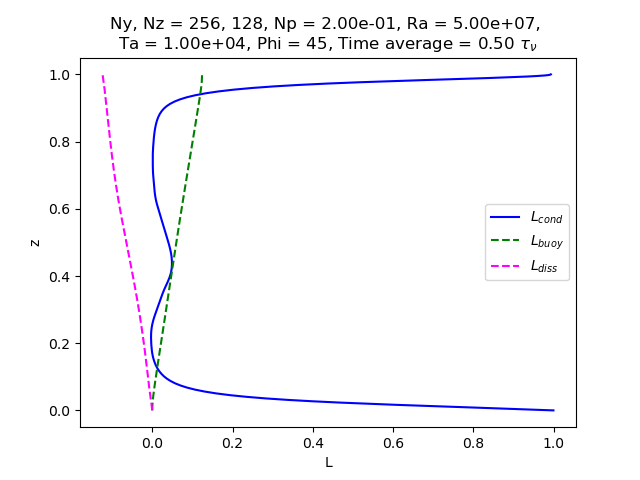 Ny, Nz = 256, 128, Np = 2.00e-01, Ra = 5.00e+07,
Ta = 1.00e+04, Phi = 45, Time average = 0.50 τ_ν
1.0
0.8
0.6
0.4
0.2
0.0
z
L_cond
L_buoy
L_diss
0.0 0.2 0.4 0.6 0.8 1.0
L